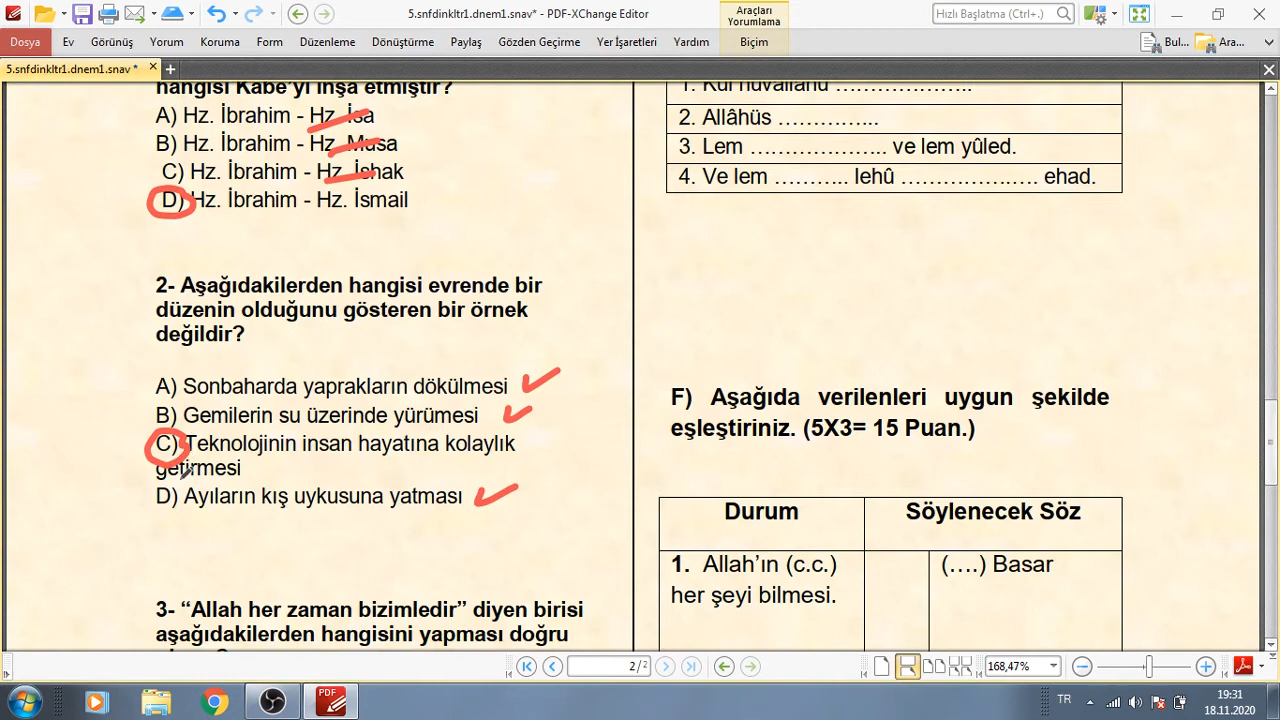 5.snfdinkltr1.dnem1.snav* - PDF-XChange Editor
Araçları Yorumlama
Hızlı Başlatma (Ctrl+.)
Dosya
Ev
Görünüş
Yorum
Koruma
Form
Düzenleme
Dönüştürme
Paylaş
Gözden Geçirme
Yer İşaretleri
Yardım
Biçim
Bul...
Ara...
5.snfdinkltr1.dnem1.snav *
hangisi Kabe'yi inşa etmiştir?
A) Hz. İbrahim - Hz. İsa
B) Hz. İbrahim - Hz. Musa
C) Hz. İbrahim - Hz. İshak
D) Hz. İbrahim - Hz. İsmail
2- Aşağıdakilerden hangisi evrende bir
düzenin olduğunu gösteren bir örnek
değildir?
A) Sonbaharda yaprakların dökülmesi
B) Gemilerin su üzerinde yürümesi
C) Teknolojinin insan hayatına kolaylık
getirmesi
D) Ayıların kış uykusuna yatması
3- “Allah her zaman bizimledir” diyen birisi
aşağıdakilerden hangisini yapması doğru
1. Kul hüvallâhü ………………..
2. Allâhüs …………...
3. Lem ……………….. ve lem yûled.
4. Ve lem ……….. lehû ……………….…. ehad.
F) Aşağıda verilenleri uygun şekilde
eşleştiriniz. (5X3= 15 Puan.)
Durum
Söylenecek Söz
1. Allah’ın (c.c.)
her şeyi bilmesi.
(….) Basar
2 / 2
168,47%
PDF
TR
19:31
18.11.2020